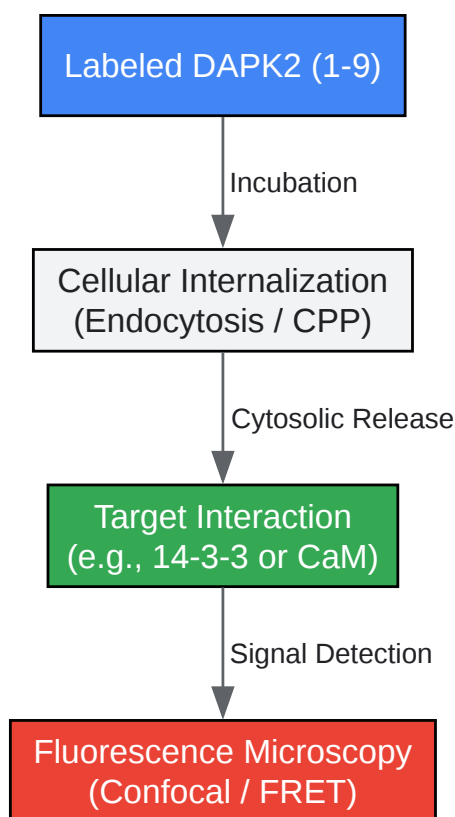 Labeled DAPK2 (1-9)
Incubation
Cellular Internalization
(Endocytosis / CPP)
Cytosolic Release
Target Interaction
(e.g., 14-3-3 or CaM)
Signal Detection
Fluorescence Microscopy
(Confocal / FRET)